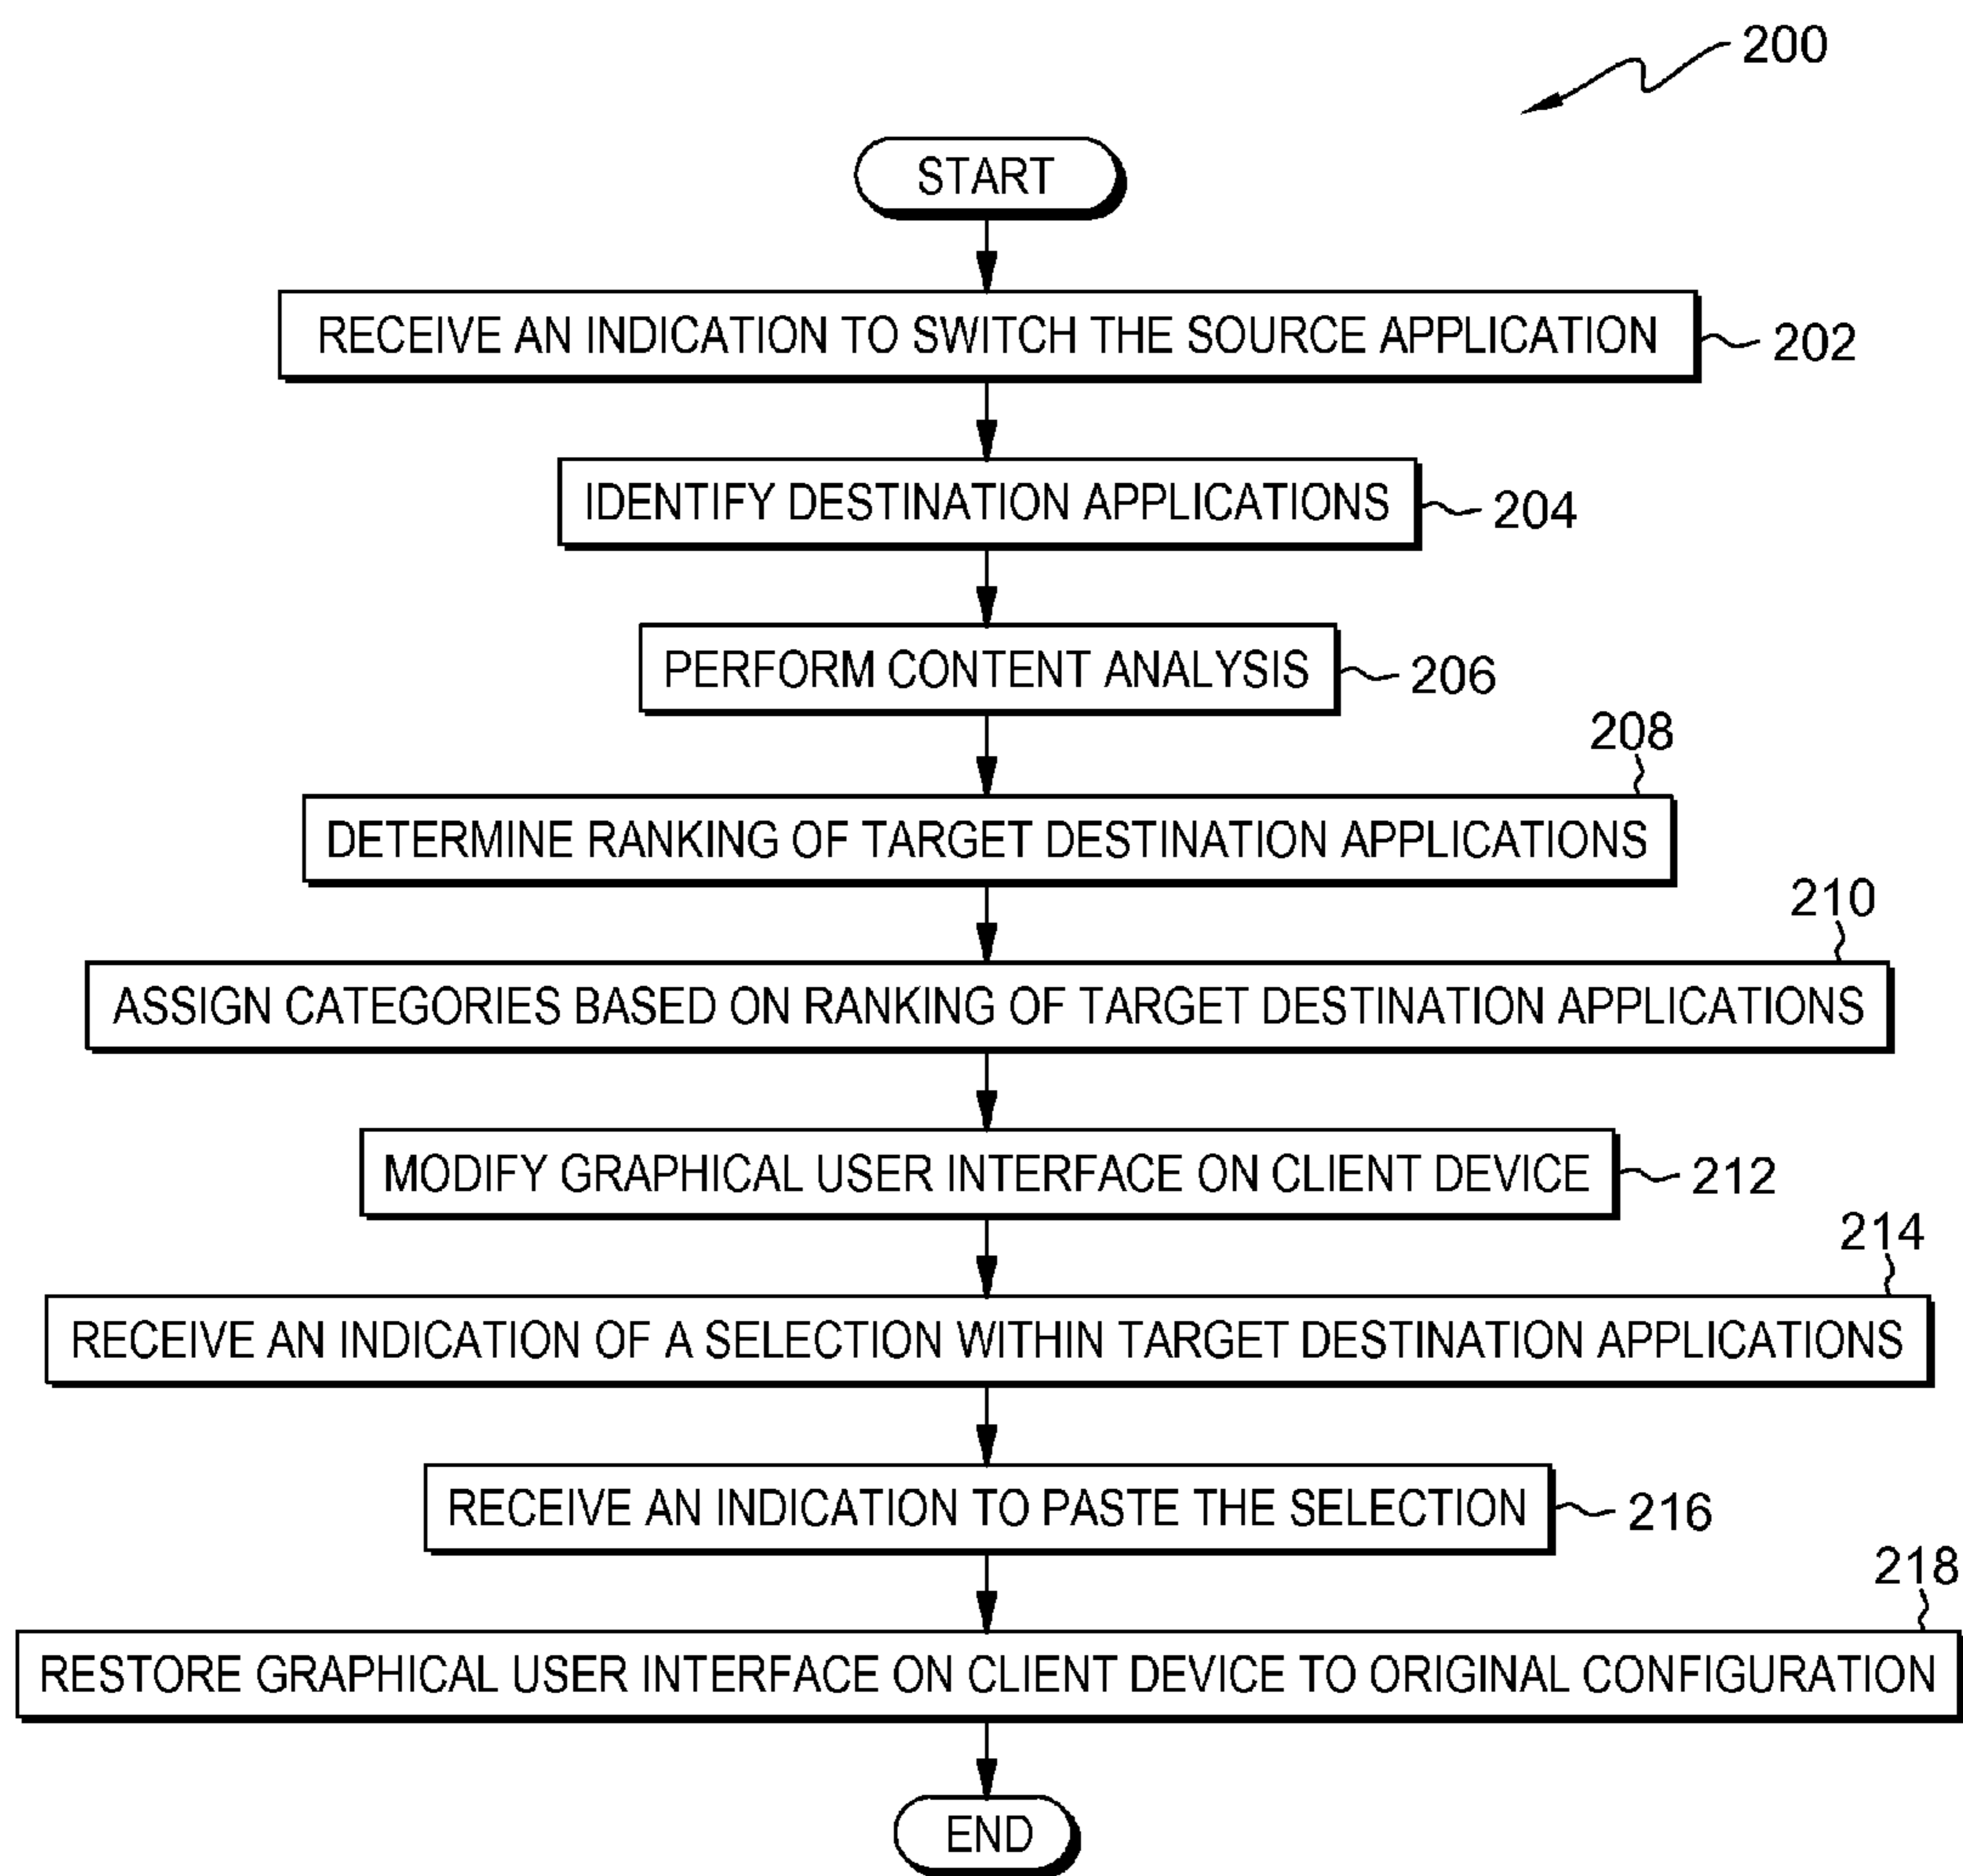 200
START
RECEIVE AN INDICATION TO SWITCH THE SOURCE APPLICATION
202
IDENTIFY DESTINATION APPLICATIONS
204
PERFORM CONTENT ANALYSIS
206
208
DETERMINE RANKING OF TARGET DESTINATION APPLICATIONS
210
ASSIGN CATEGORIES BASED ON RANKING OF TARGET DESTINATION APPLICATIONS
MODIFY GRAPHICAL USER INTERFACE ON CLIENT DEVICE
212
214
RECEIVE AN INDICATION OF A SELECTION WITHIN TARGET DESTINATION APPLICATIONS
RECEIVE AN INDICATION TO PASTE THE SELECTION
216
218
RESTORE GRAPHICAL USER INTERFACE ON CLIENT DEVICE TO ORIGINAL CONFIGURATION
END